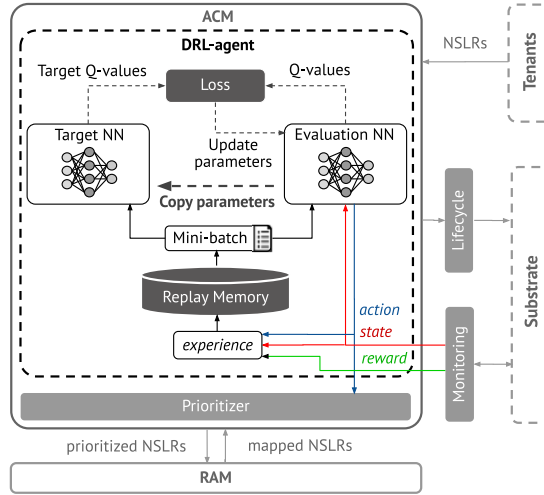 ACM
DRL-agent
NSLRs
Tenants
Target Q-values
Q-values
Loss
Target NN
Update
parameters
Evaluation NN
Copy parameters
Mini-batch
Lifecycle
Replay Memory
Substrate
action
state
reward
experience
Monitoring
Prioritizer
prioritized NSLRs
mapped NSLRs
RAM